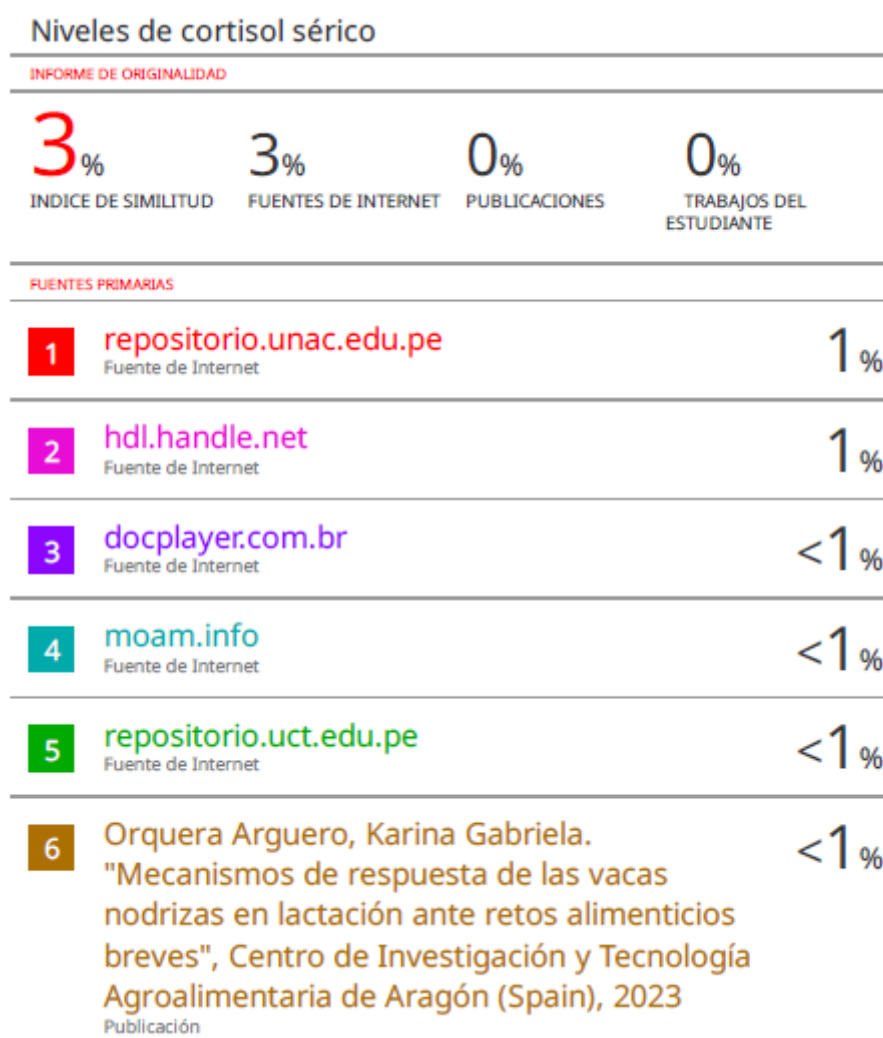 Niveles de cortisol sérico
INFORME DE ORIGINALIDAD
3%
3%
0%
0%
INDICE DE SIMILITUD
FUENTES DE INTERNET
PUBLICACIONES
TRABAJOS DEL
ESTUDIANTE
FUENTES PRIMARIAS
1
repositorio.unac.edu.pe
Fuente de Internet
1%
2
hdl.handle.net
Fuente de Internet
1%
3
docplayer.com.br
Fuente de Internet
<1%
4
moam.info
Fuente de Internet
<1%
5
repositorio.uct.edu.pe
Fuente de Internet
<1%
6
Orquera Arguero, Karina Gabriela.
"Mecanismos de respuesta de las vacas
nodrizas en lactación ante retos alimenticios
breves", Centro de Investigación y Tecnología
Agroalimentaria de Aragón (Spain), 2023
Publicación
<1%